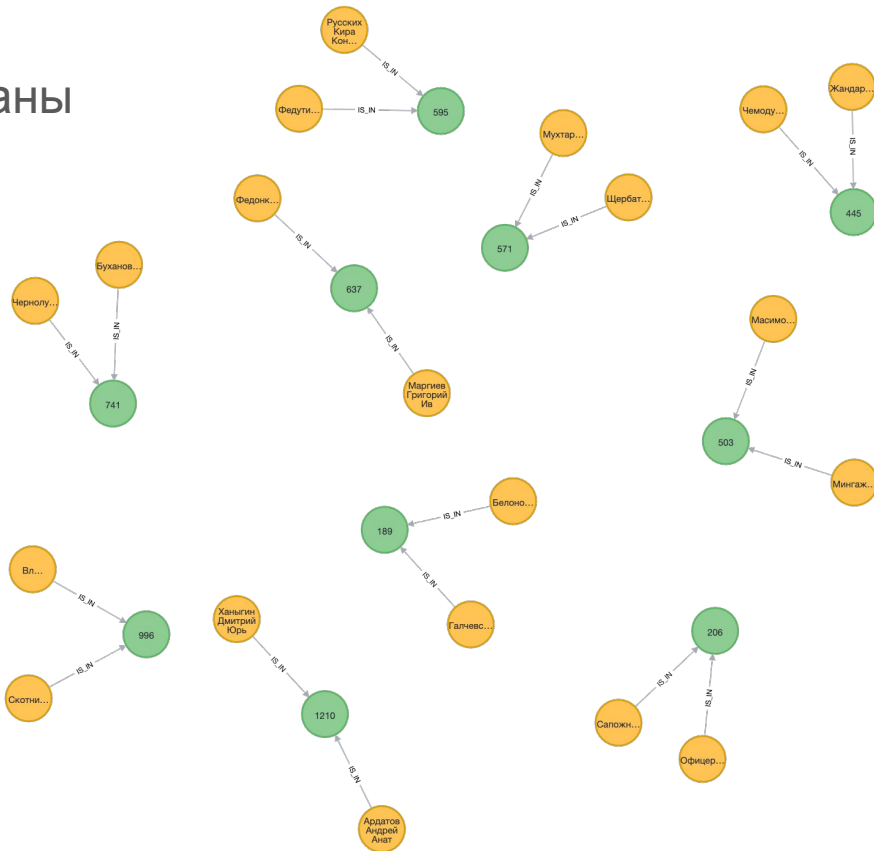 аны
Русских
Кира
Кон...
IS_IN
Федути...
IS_IN
595
Жандар...
Чемоду...
IS_IN
IS_IN
445
Мухтар...
IS_IN
Щербат...
IS_IN
571
Федонк...
IS_IN
637
IS_IN
Маргиев
Григорий
Ив
Буханов...
Чернолу...
IS_IN
IS_IN
741
Масимо...
IS_IN
503
IS_IN
Мингаж...
Белоно...
IS_IN
189
IS_IN
Галчевс...
Вл...
IS_IN
996
IS_IN
Скотни...
Ханыгин
Дмитрий
Юрь
IS_IN
1210
IS_IN
Ардатов
Андрей
Анат
206
IS_IN
IS_IN
Сапожн...
Офицер...